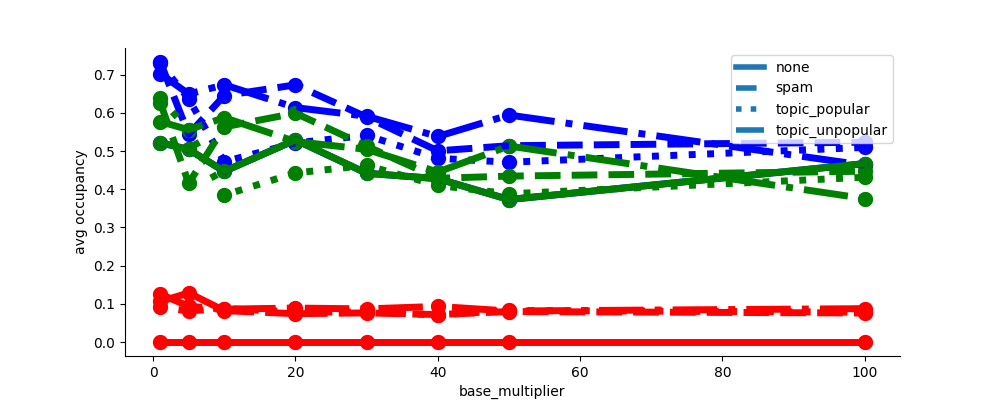 0.7
0.6
0.5
0.4
0.3
0.2
0.1
0.0
avg occupancy
none
spam
topic_popular
topic_unpopular
0 20 40 60 80 100
base_multiplier